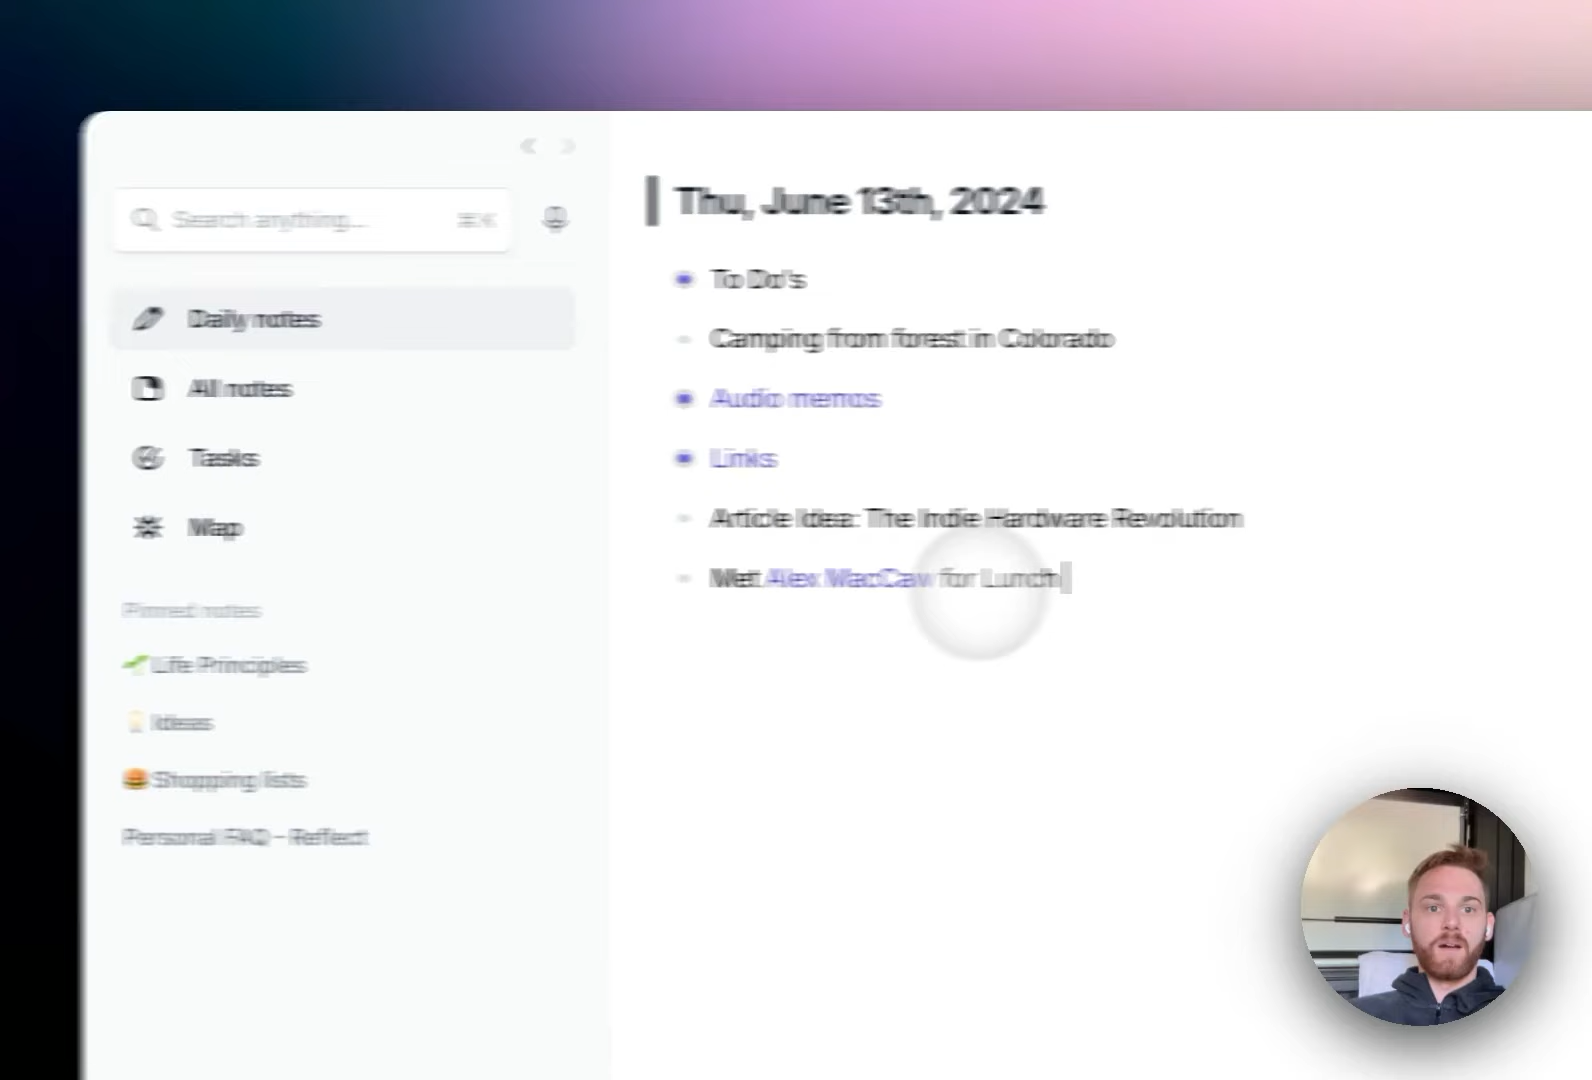 Search anything... ⌘K
Daily notes
All notes
Tasks
Map
Pinned notes
Life Principles
Ideas
Shopping lists
Personal FAQ - Reflect
Thu, June 13th, 2024
To Do's
Camping from forest in Colorado
Audio memos
Links
Article Idea: The Indie Hardware Revolution
Met Alex MacCaw for Lunch